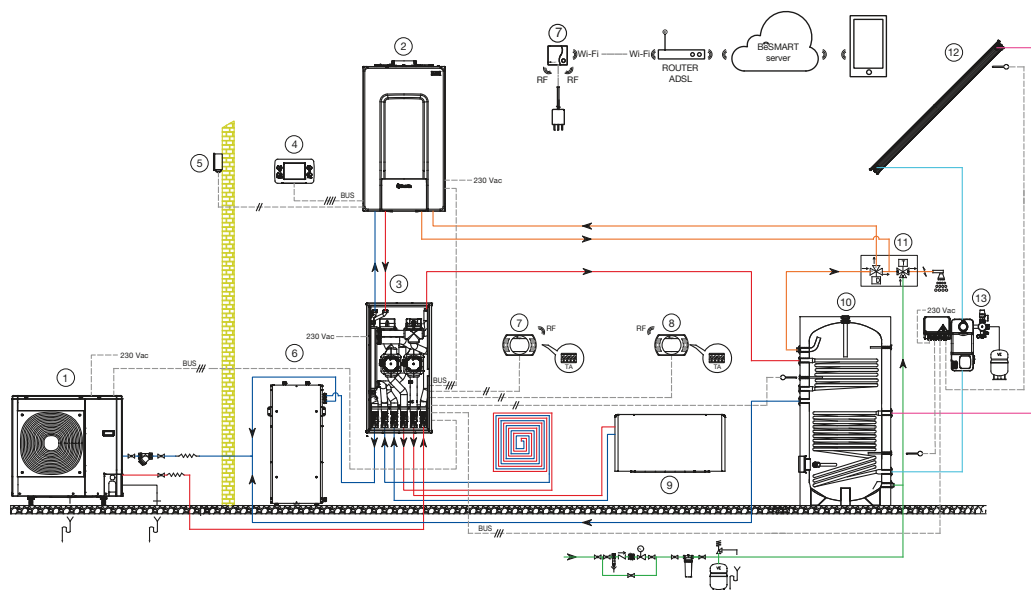 2
7
Wi-Fi
Wi-Fi
RF
RF
ROUTER
ADSL
BeSMART
server
12
4
5
230 Vac
BUS
3
11
7
RF
RF
8
10
230 Vac
13
230 Vac
TA
TA
1
230 Vac
BUS
6
BUS
VE
9
BUS
VE